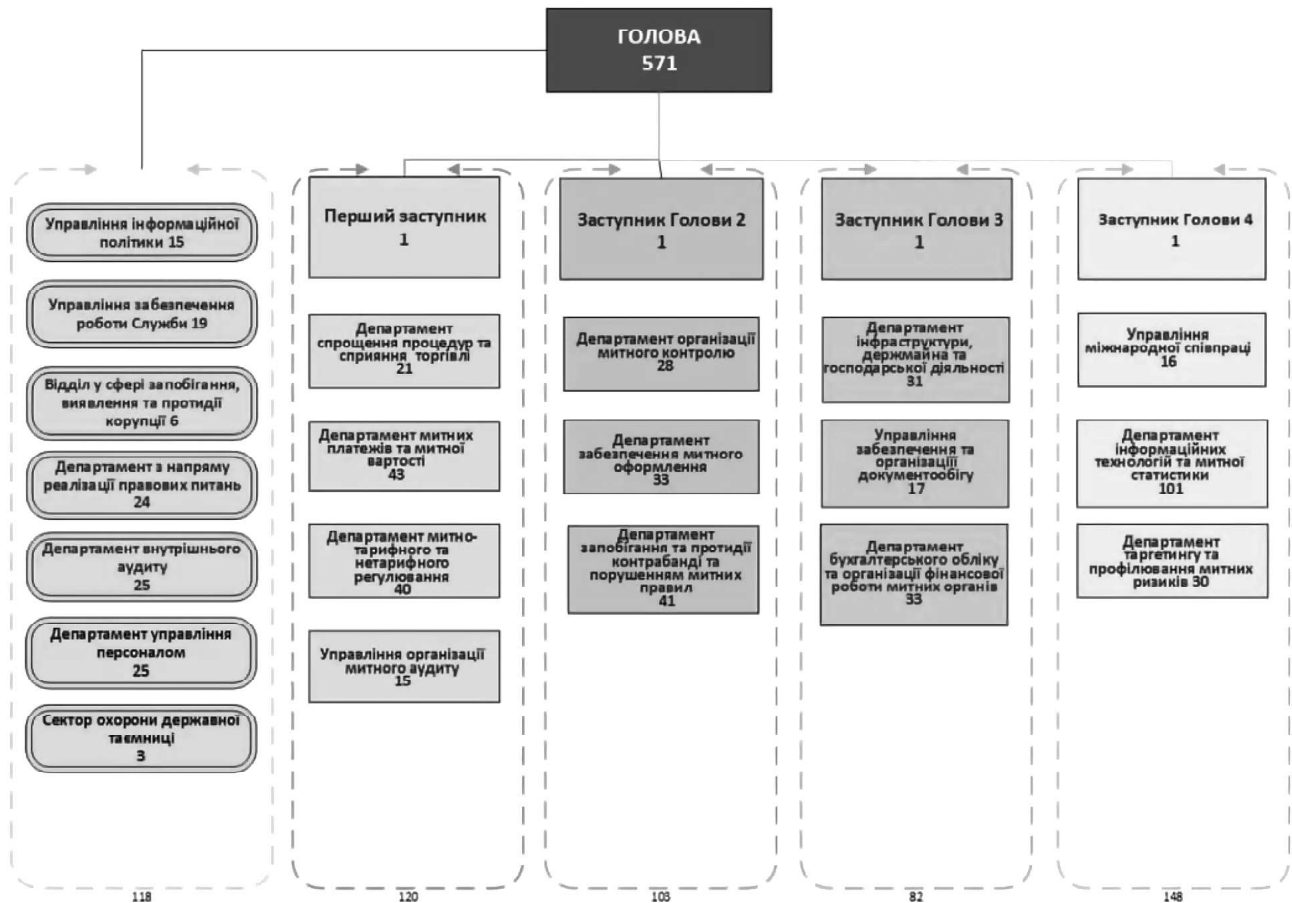 ГОЛОВА
571
Управління інформаційної
політики 15
Управління забезпечення
роботи Служби 19
Відділ у сфері запобігання,
виявлення та протидії
корупції 6
Департамент з напряму
реалізації правових питань
24
Департамент внутрішнього
аудиту
25
Департамент управління
персоналом
25
Сектор охорони державної
таємниці
3
118
Перший заступник
1
Департамент
спрощення процедур та
сприяння торгівлі
21
Департамент митних
платежів та митної
вартості
43
Департамент митно-
тарифного та
нетарифного
регулювання
40
Управління організації
митного аудиту
15
120
Заступник Голови 2
1
Департамент організації
митного контролю
28
Департамент
забезпечення митного
оформлення
33
Департамент
запобігання та протидії
контрабанді та
порушенням митних
правил
41
103
Заступник Голови 3
1
Департамент
інфраструктури,
держмайна та
господарської діяльності
31
Управління
забезпечення та
організаціїї
документообігу
17
Департамент
бухгалтерського обліку
та організації фінансової
роботи митних органів
33
82
Заступник Голови 4
1
Управління
міжнародної співпраці
16
Департамент
інформаційних
технологій та митної
статистики
101
Департамент
таргетингу та
профілювання митних
ризиків 30
148